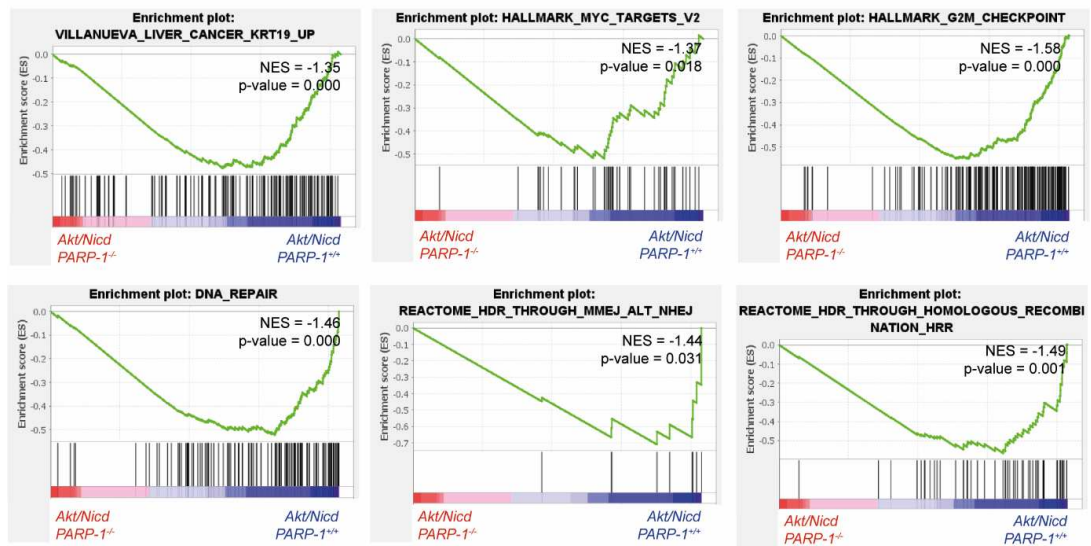 Enrichment plot:
VILLANUEVA_LIVER_CANCER_KRT19_UP
Enrichment score (ES)
0.0
-0.1
-0.2
-0.3
-0.4
-0.5
NES = -1.35
p-value = 0.000
Akt/Nicd
PARP-1-/-
Akt/Nicd
PARP-1+/+
Enrichment plot: HALLMARK_MYC_TARGETS_V2
Enrichment score (ES)
0.0
-0.1
-0.2
-0.3
-0.4
-0.5
NES = -1.37
p-value = 0.018
Akt/Nicd
PARP-1-/-
Akt/Nicd
PARP-1+/+
Enrichment plot: HALLMARK_G2M_CHECKPOINT
Enrichment score (ES)
0.0
-0.1
-0.2
-0.3
-0.4
-0.5
NES = -1.58
p-value = 0.000
Akt/Nicd
PARP-1-/-
Akt/Nicd
PARP-1+/+
Enrichment plot: DNA_REPAIR
Enrichment score (ES)
0.0
-0.1
-0.2
-0.3
-0.4
-0.5
NES = -1.46
p-value = 0.000
Akt/Nicd
PARP-1-/-
Akt/Nicd
PARP-1+/+
Enrichment plot:
REACTOME_HDR_THROUGH_MMEJ_ALT_NHEJ
Enrichment score (ES)
0.0
-0.1
-0.2
-0.3
-0.4
-0.5
-0.6
-0.7
NES = -1.44
p-value = 0.031
Akt/Nicd
PARP-1-/-
Akt/Nicd
PARP-1+/+
Enrichment plot:
REACTOME_HDR_THROUGH_HOMOLOGOUS_RECOMBI
NATION_HRR
Enrichment score (ES)
0.0
-0.1
-0.2
-0.3
-0.4
-0.5
NES = -1.49
p-value = 0.001
Akt/Nicd
PARP-1-/-
Akt/Nicd
PARP-1+/+